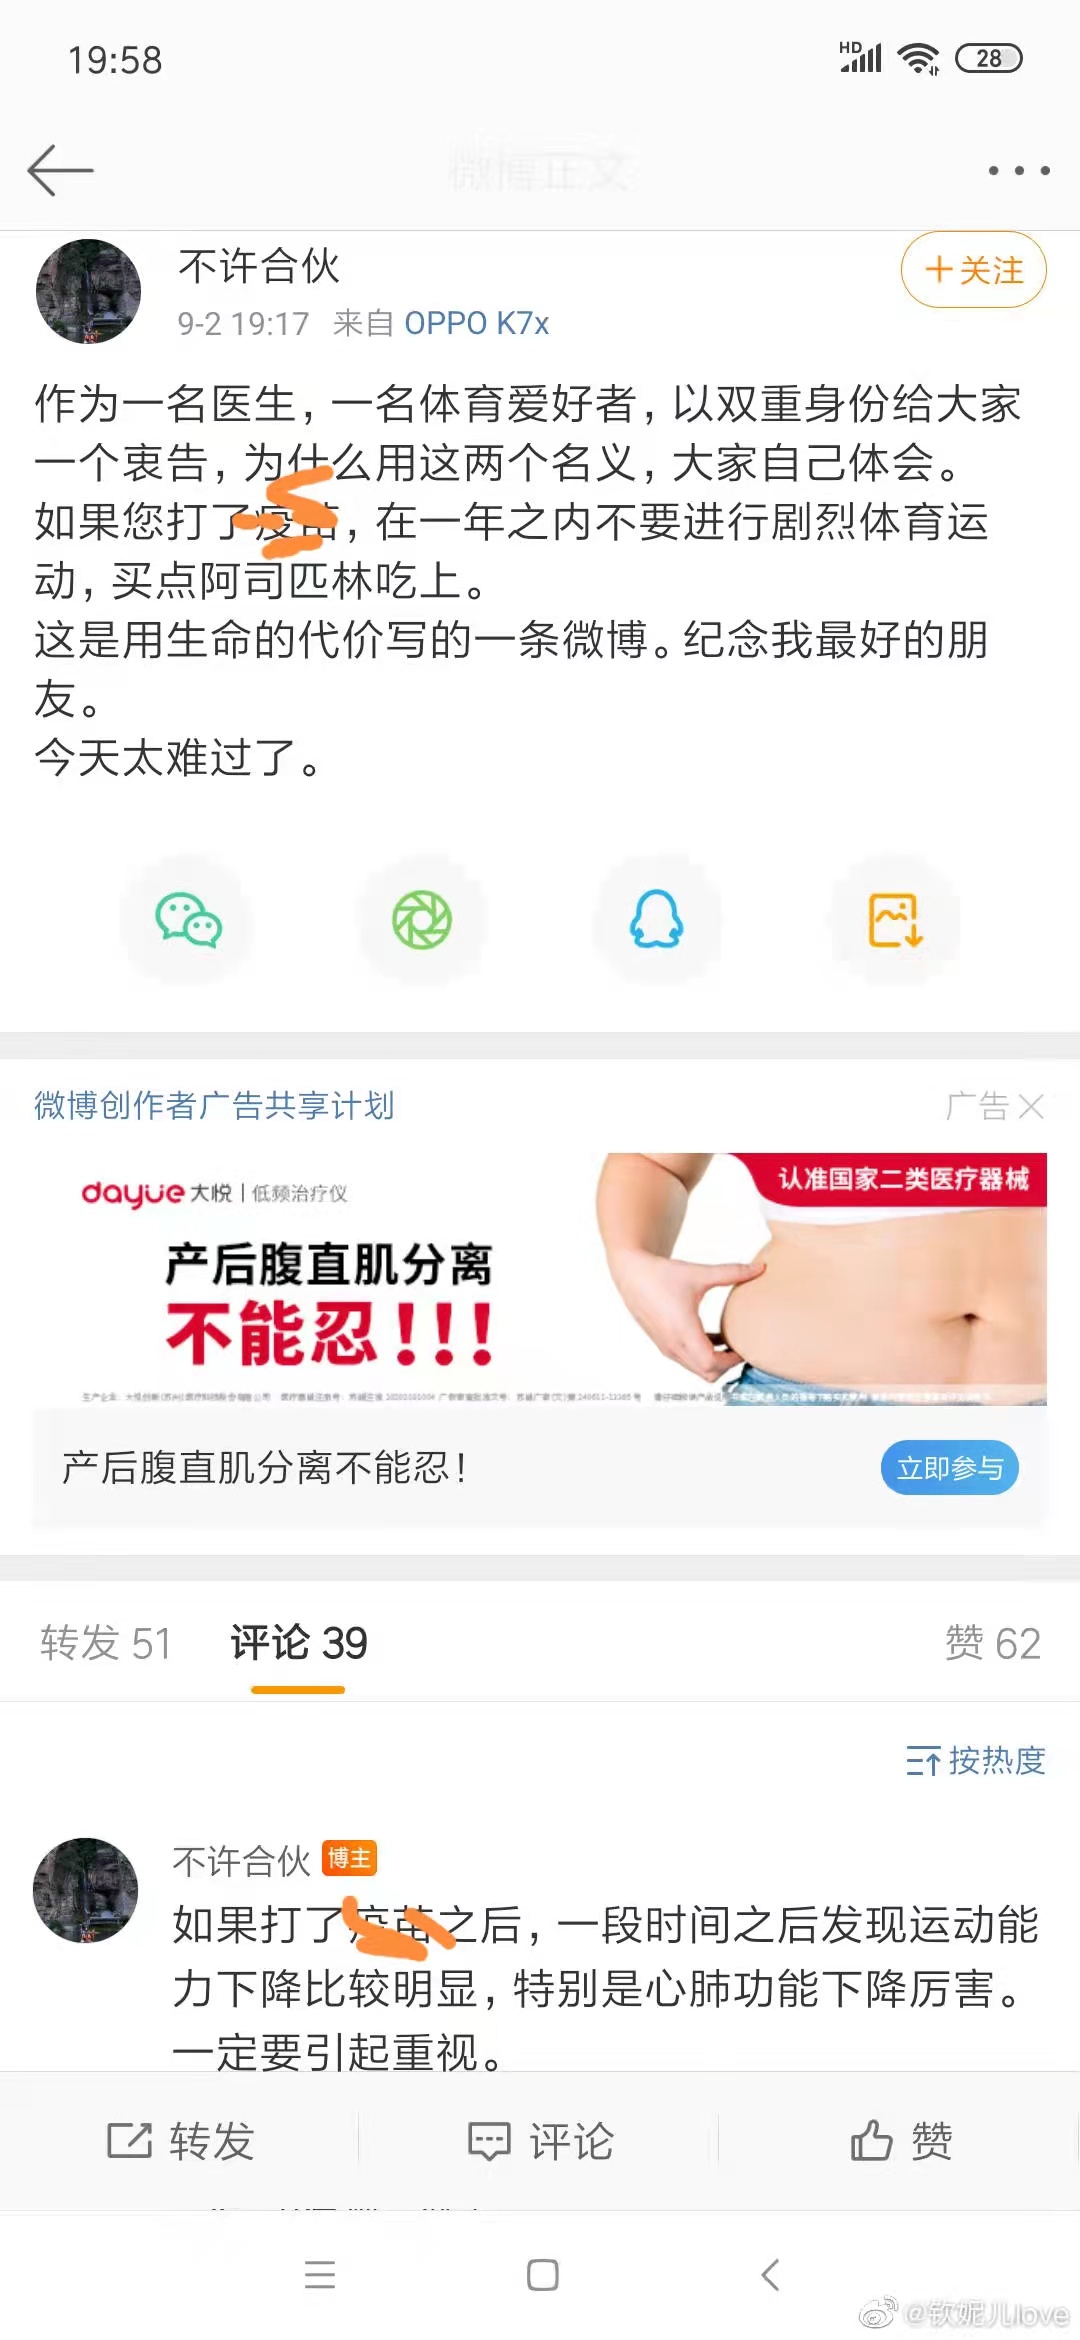 19:58
HD
28
微博正文
不许合伙
+关注
9-2 19:17 来自 OPPO K7x
作为一名医生，一名体育爱好者，以双重身份给大家
一个衷告，为什么用这两个名义，大家自己体会。
如果您打了疫苗，在一年之内不要进行剧烈体育运
动，买点阿司匹林吃上。
这是用生命的代价写的一条微博。纪念我最好的朋
友。
今天太难过了。
微博创作者广告共享计划
广告
认准国家二类医疗器械
dayue 大悦 | 低频治疗仪
产后腹直肌分离
不能忍!!!
产后腹直肌分离不能忍!
立即参与
转发 51
评论 39
赞 62
按热度
不许合伙 博主
如果打了疫苗之后，一段时间之后发现运动能
力下降比较明显，特别是心肺功能下降厉害。
一定要引起重视。
转发
评论
赞
@钦妮儿love